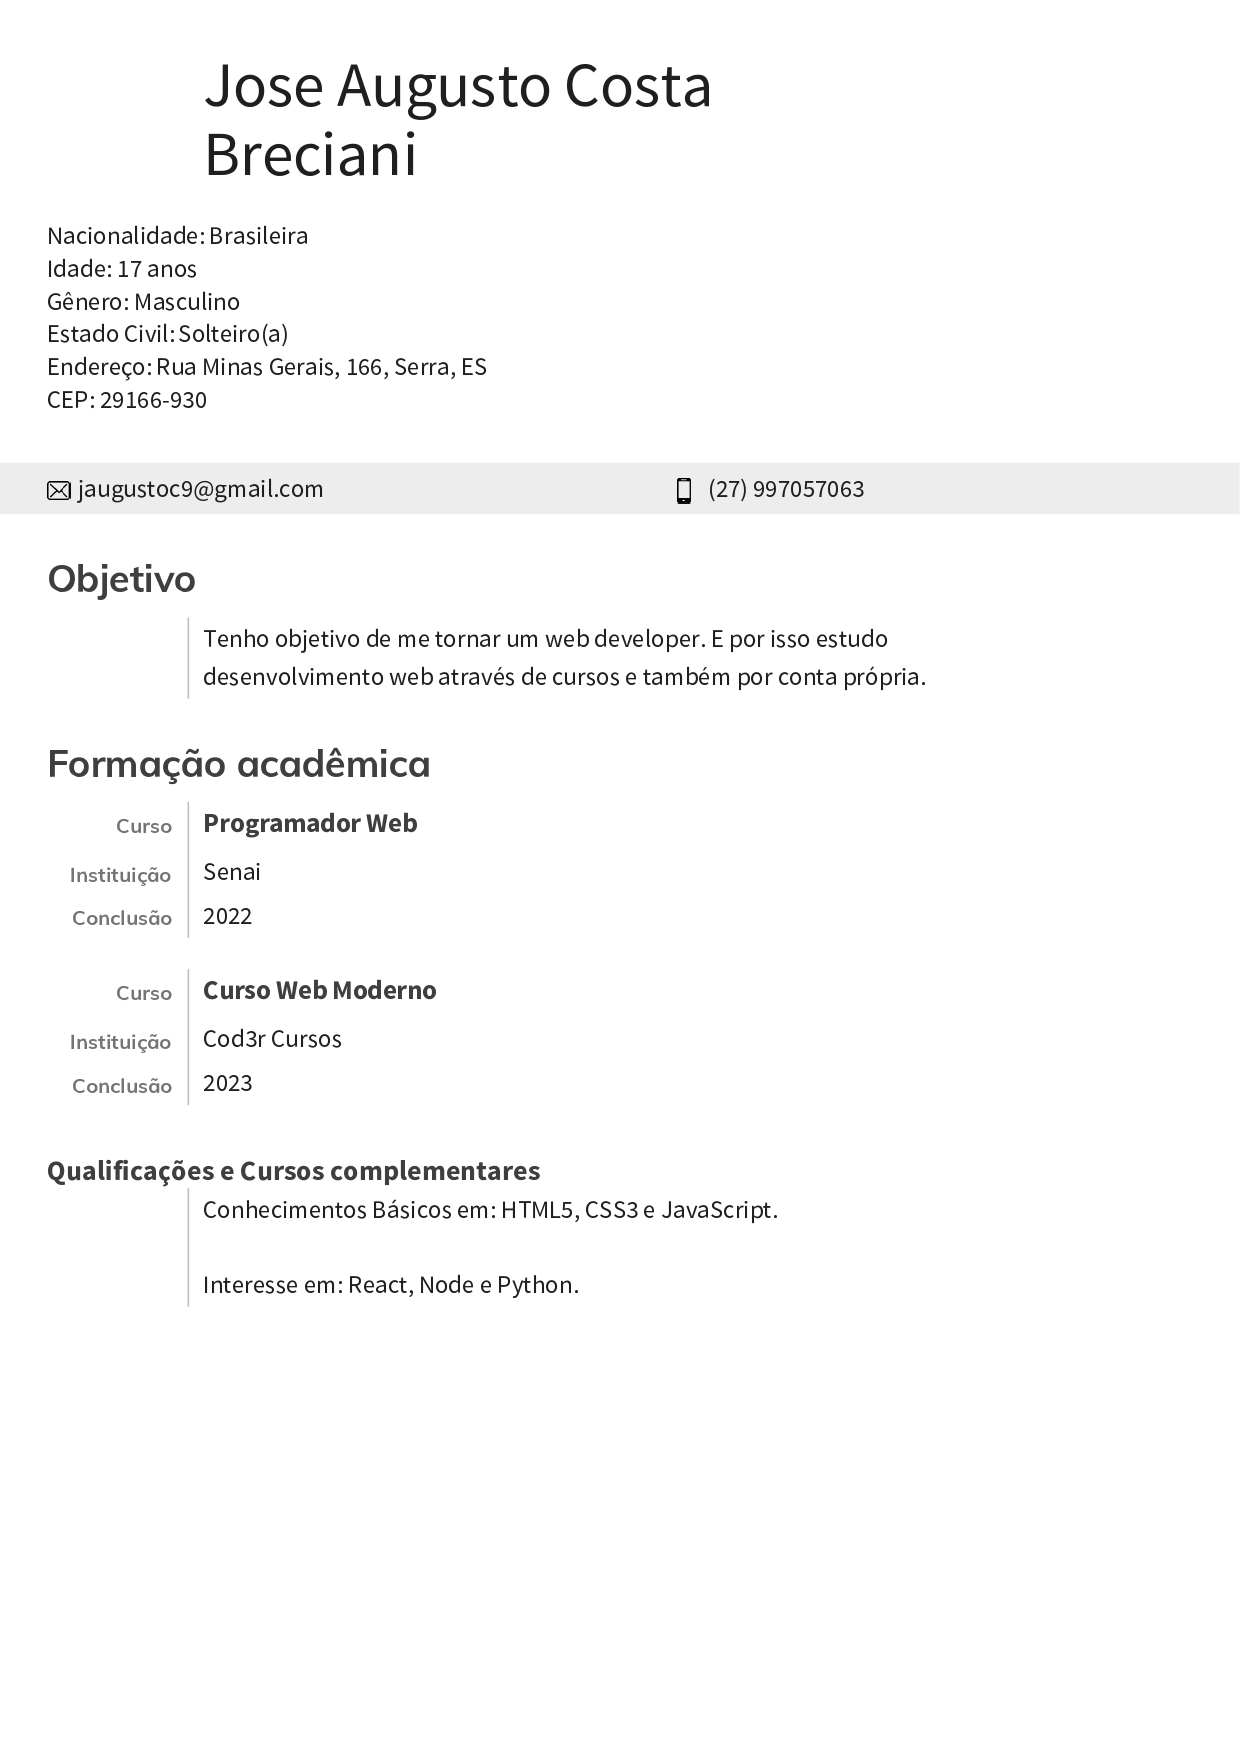 Jose Augusto Costa
Breciani
Nacionalidade: Brasileira
Idade: 17 anos
Gênero: Masculino
Estado Civil: Solteiro(a)
Endereço: Rua Minas Gerais, 166, Serra, ES
CEP: 29166-930
jaugustoc9@gmail.com (27) 997057063
Objetivo
Tenho objetivo de me tornar um web developer. E por isso estudo
desenvolvimento web através de cursos e também por conta própria.
Formação acadêmica
Curso Programador Web
Instituição Senai
Conclusão 2022
Curso Curso Web Moderno
Instituição Cod3r Cursos
Conclusão 2023
Qualificações e Cursos complementares
Conhecimentos Básicos em: HTML5, CSS3 e JavaScript.
Interesse em: React, Node e Python.